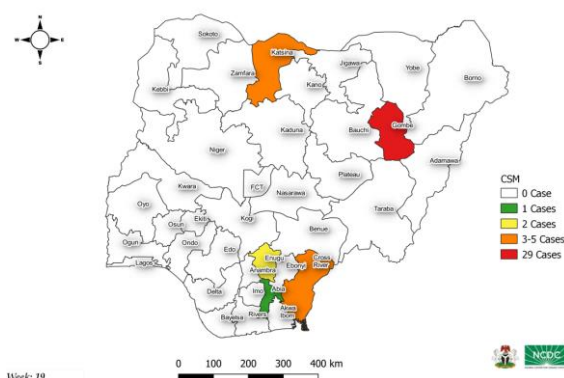 N
W E
S
Sokoto
Katsina
Jigawa
Yobe
Borno
Zamfara
Kebbi
Kano
Gombe
Bauchi
Kaduna
Niger
Adamawa
Plateau
Kwara
FCT
Nasarawa
Taraba
Oyo
Kogi
Ekiti
Osun
Benue
Ogun
Ondo
Edo
Enugu
Cross
River
Lagos
Anambra
Ebonyi
Delta
Imo
Abia
Akwa
Ibom
Bayelsa
Rivers
CSM
0 Case
1 Cases
2 Cases
3-5 Cases
29 Cases
Week: 19
0 100 200 300 400 km
NCDC